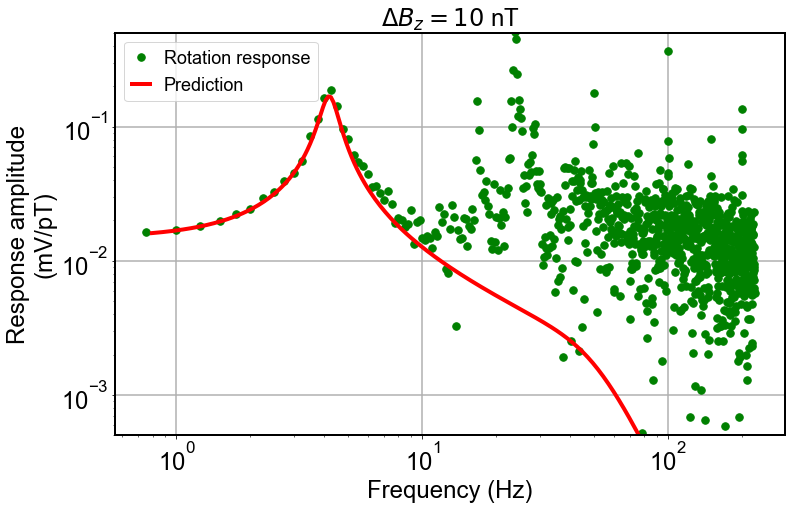 ΔB_z = 10 nT
Rotation response
Prediction
Response amplitude
(mV/pT)
10^−1
10^−2
10^−3
10^0
10^1
10^2
Frequency (Hz)